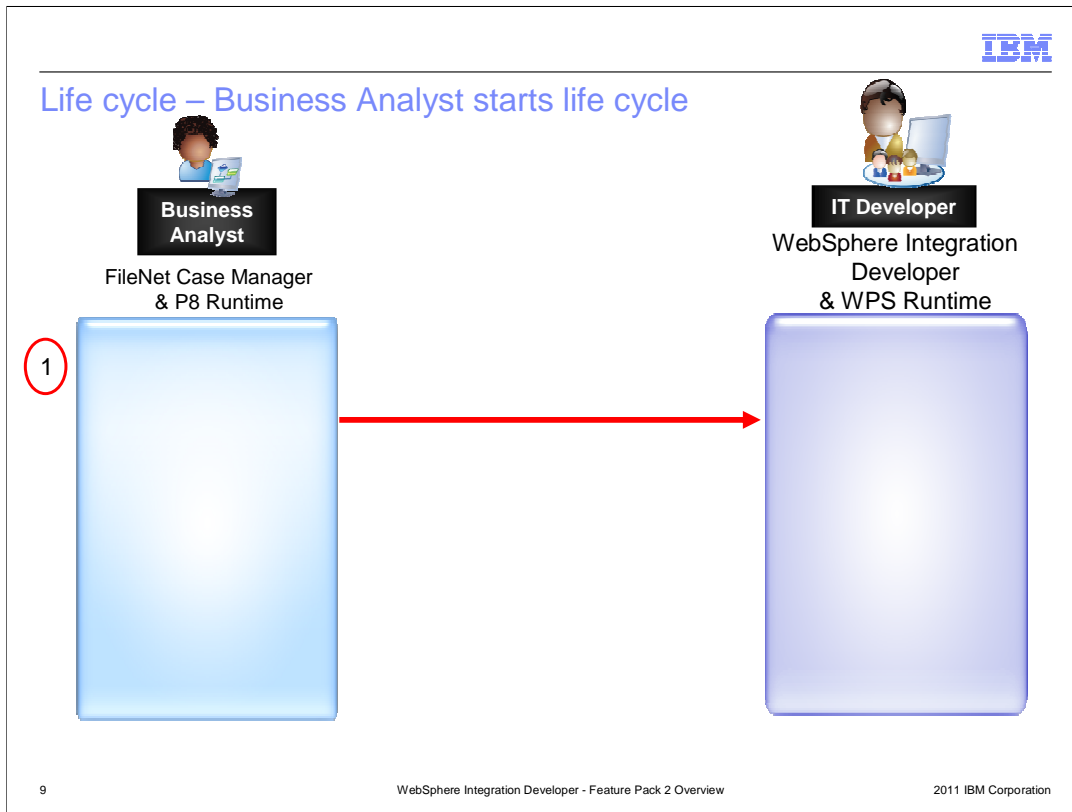 IBM
Life cycle – Business Analyst starts life cycle
Business
Analyst
FileNet Case Manager
& P8 Runtime
IT Developer
WebSphere Integration
Developer
& WPS Runtime
1
9
WebSphere Integration Developer - Feature Pack 2 Overview
2011 IBM Corporation